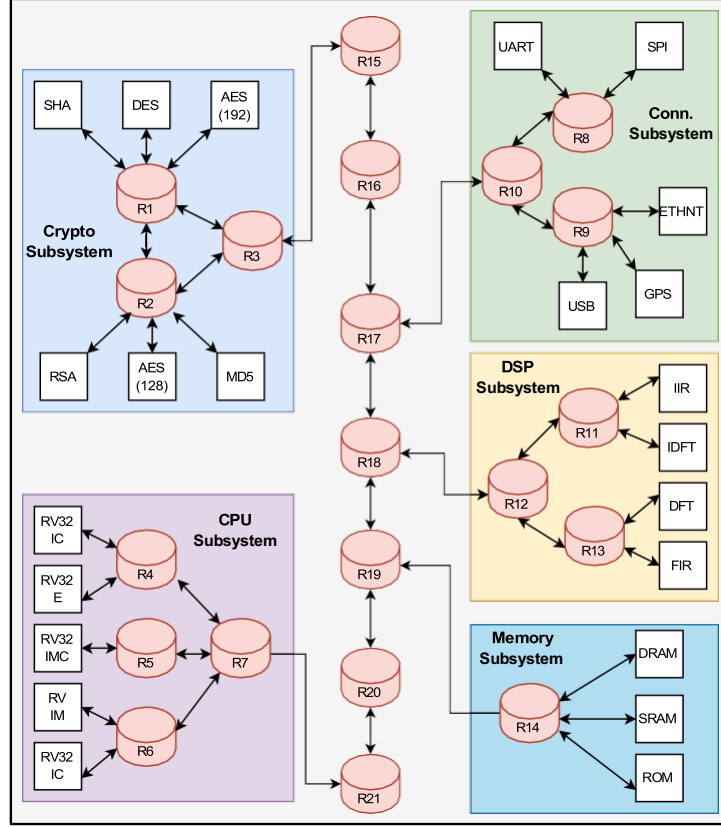 R15
R16
R17
R18
R19
R20
R21
SHA
DES
AES
(192)
R1
Crypto
Subsystem
R3
R2
RSA
AES
(128)
MD5
UART
SPI
R8
Conn.
Subsystem
R10
R9
ETHNT
USB
GPS
DSP
Subsystem
IIR
R11
IDFT
R12
DFT
R13
FIR
CPU
Subsystem
RV32
IC
R4
RV32
E
RV32
IMC
R5
R7
RV
IM
R6
RV32
IC
Memory
Subsystem
DRAM
R14
SRAM
ROM